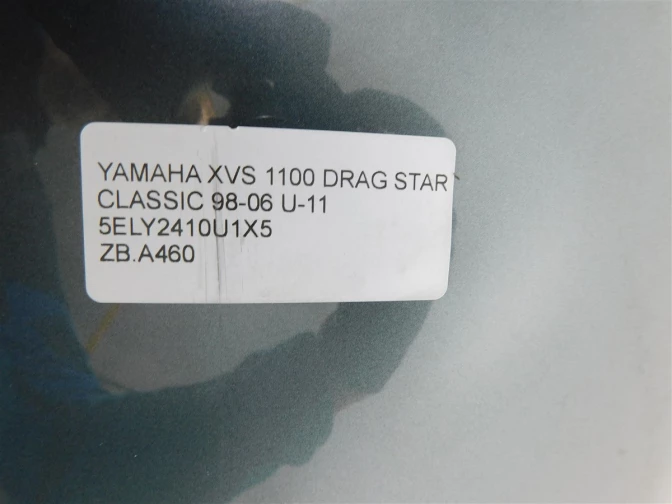 YAMAHA XVS 1100 DRAG STAR
CLASSIC 98-06 U-11
5ELY2410U1X5
ZB.A460